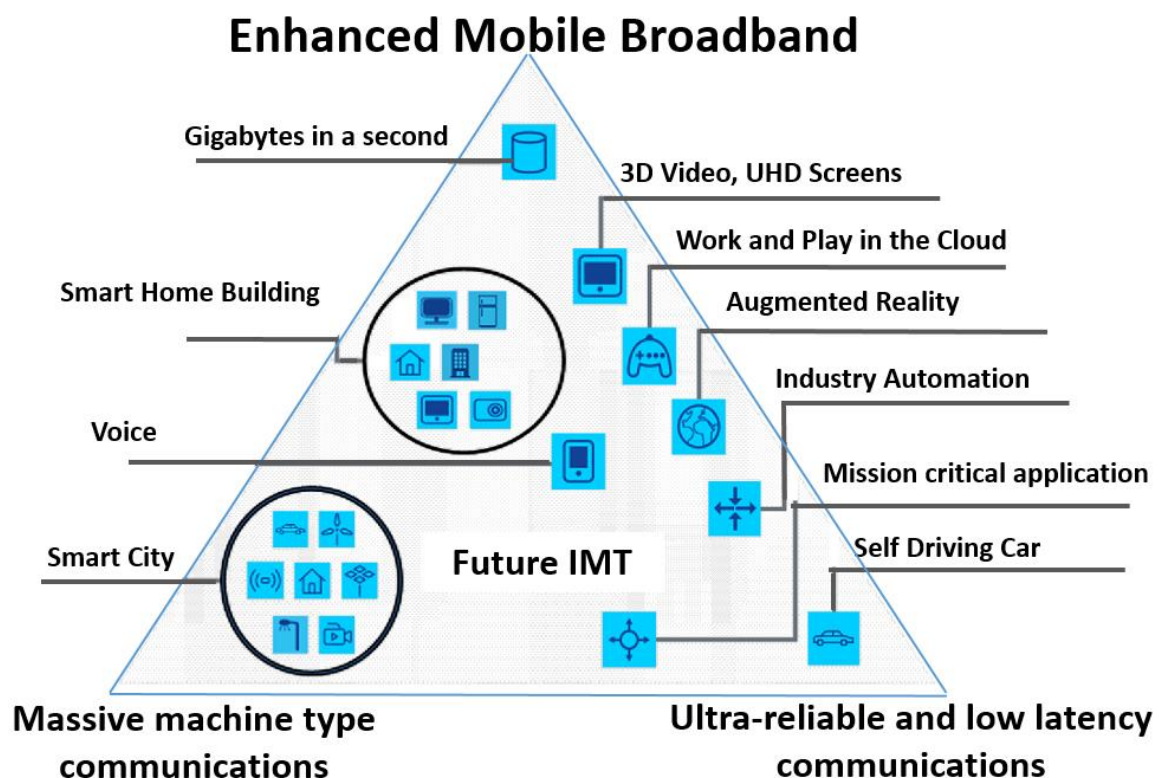 Enhanced Mobile Broadband
Gigabytes in a second
3D Video, UHD Screens
Work and Play in the Cloud
Smart Home Building
Augmented Reality
Industry Automation
Voice
Mission critical application
Smart City
Future IMT
Self Driving Car
Massive machine type
communications
Ultra-reliable and low latency
communications